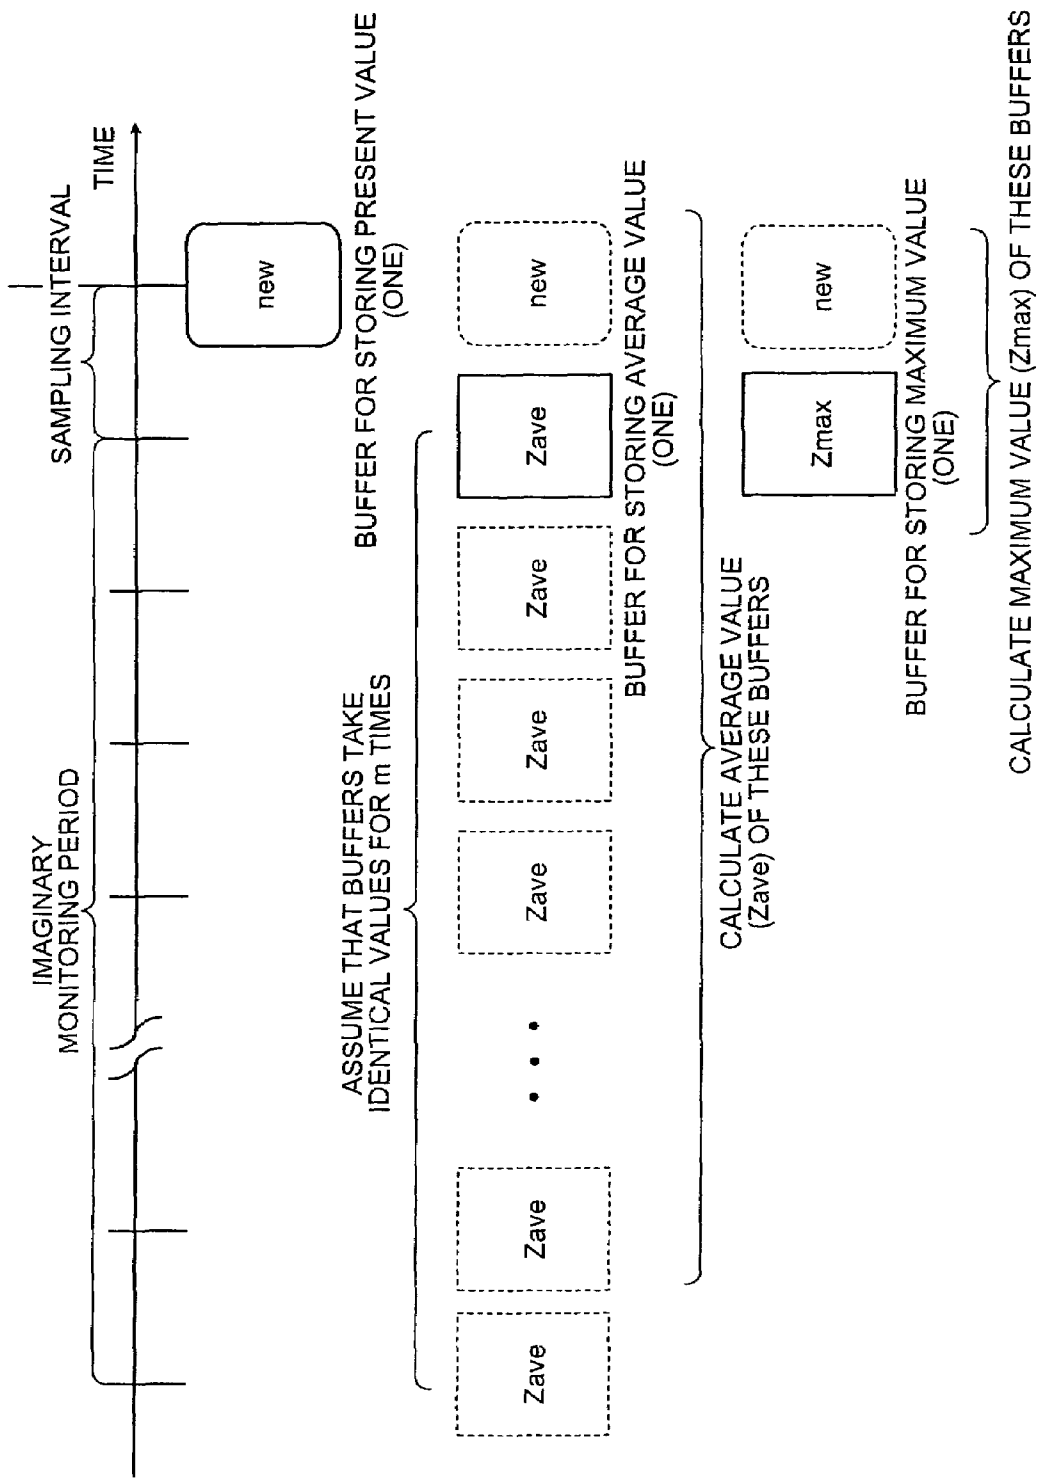 SAMPLING INTERVAL
TIME
IMAGINARY
MONITORING PERIOD
new
BUFFER FOR STORING PRESENT VALUE
(ONE)
ASSUME THAT BUFFERS TAKE
IDENTICAL VALUES FOR m TIMES
Zave
Zave
Zave
Zave
Zave
Zave
new
BUFFER FOR STORING AVERAGE VALUE
(ONE)
CALCULATE AVERAGE VALUE
(Zave) OF THESE BUFFERS
Zmax
new
BUFFER FOR STORING MAXIMUM VALUE
(ONE)
CALCULATE MAXIMUM VALUE (Zmax) OF THESE BUFFERS